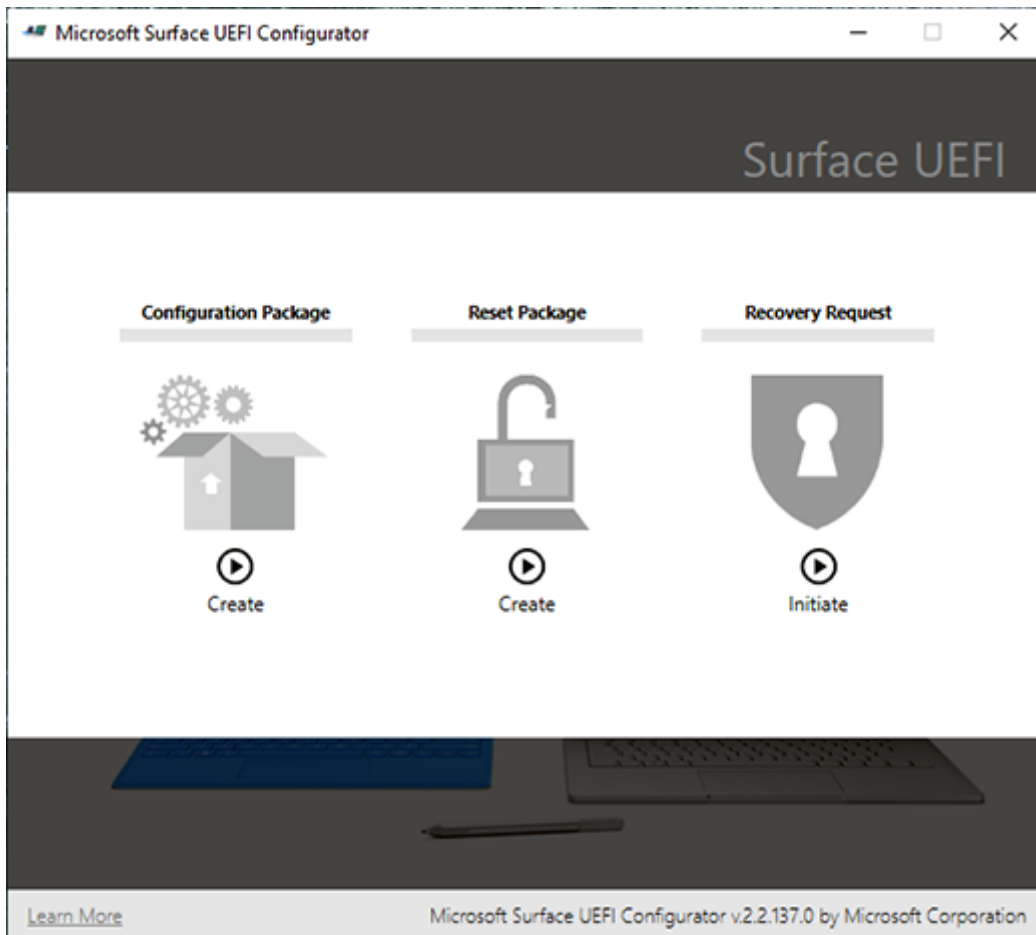 Microsoft Surface UEFI Configurator
Surface UEFI
Configuration Package
Reset Package
Recovery Request
Create
Create
Initiate
Learn More
Microsoft Surface UEFI Configurator v.2.2.137.0 by Microsoft Corporation